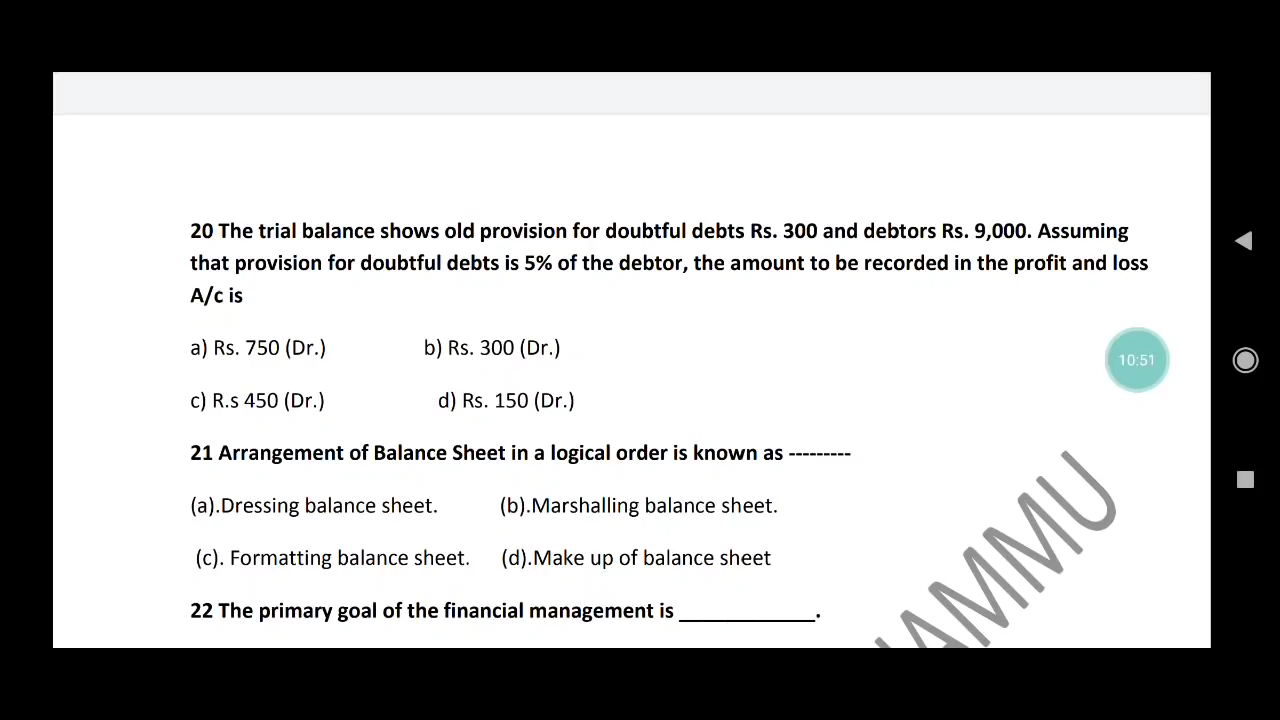 20 The trial balance shows old provision for doubtful debts Rs. 300 and debtors Rs. 9,000. Assuming
that provision for doubtful debts is 5% of the debtor, the amount to be recorded in the profit and loss
A/c is
a) Rs. 750 (Dr.) b) Rs. 300 (Dr.)
c) R.s 450 (Dr.) d) Rs. 150 (Dr.)
10:51
21 Arrangement of Balance Sheet in a logical order is known as ---------
(a).Dressing balance sheet. (b).Marshalling balance sheet.
(c). Formatting balance sheet. (d).Make up of balance sheet
22 The primary goal of the financial management is _____________.
AMMU